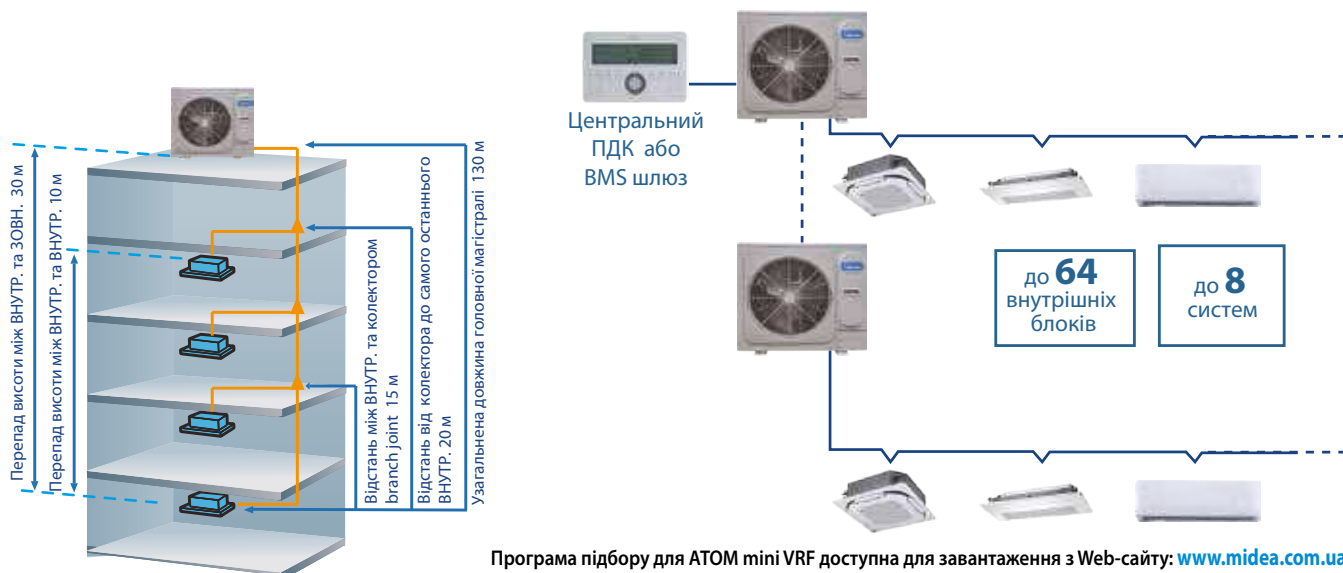 Перепад висоти між ВНУТР. та ЗОВН. 30 м
Перепад висоти між ВНУТР. та ВНУТР. 10 м
Відстань між ВНУТР. та колектором
branch joint 15 м
Відстань від колектора до самого останнього
ВНУТР. 20 м
Узагальнена довжина головної магістралі 130 м
Центральний
ПДК або
BMS шлюз
до 64
внутрішніх
блоків
до 8
систем
Програма підбору для ATOM mini VRF доступна для завантаження з Web-сайту: www.midea.com.ua